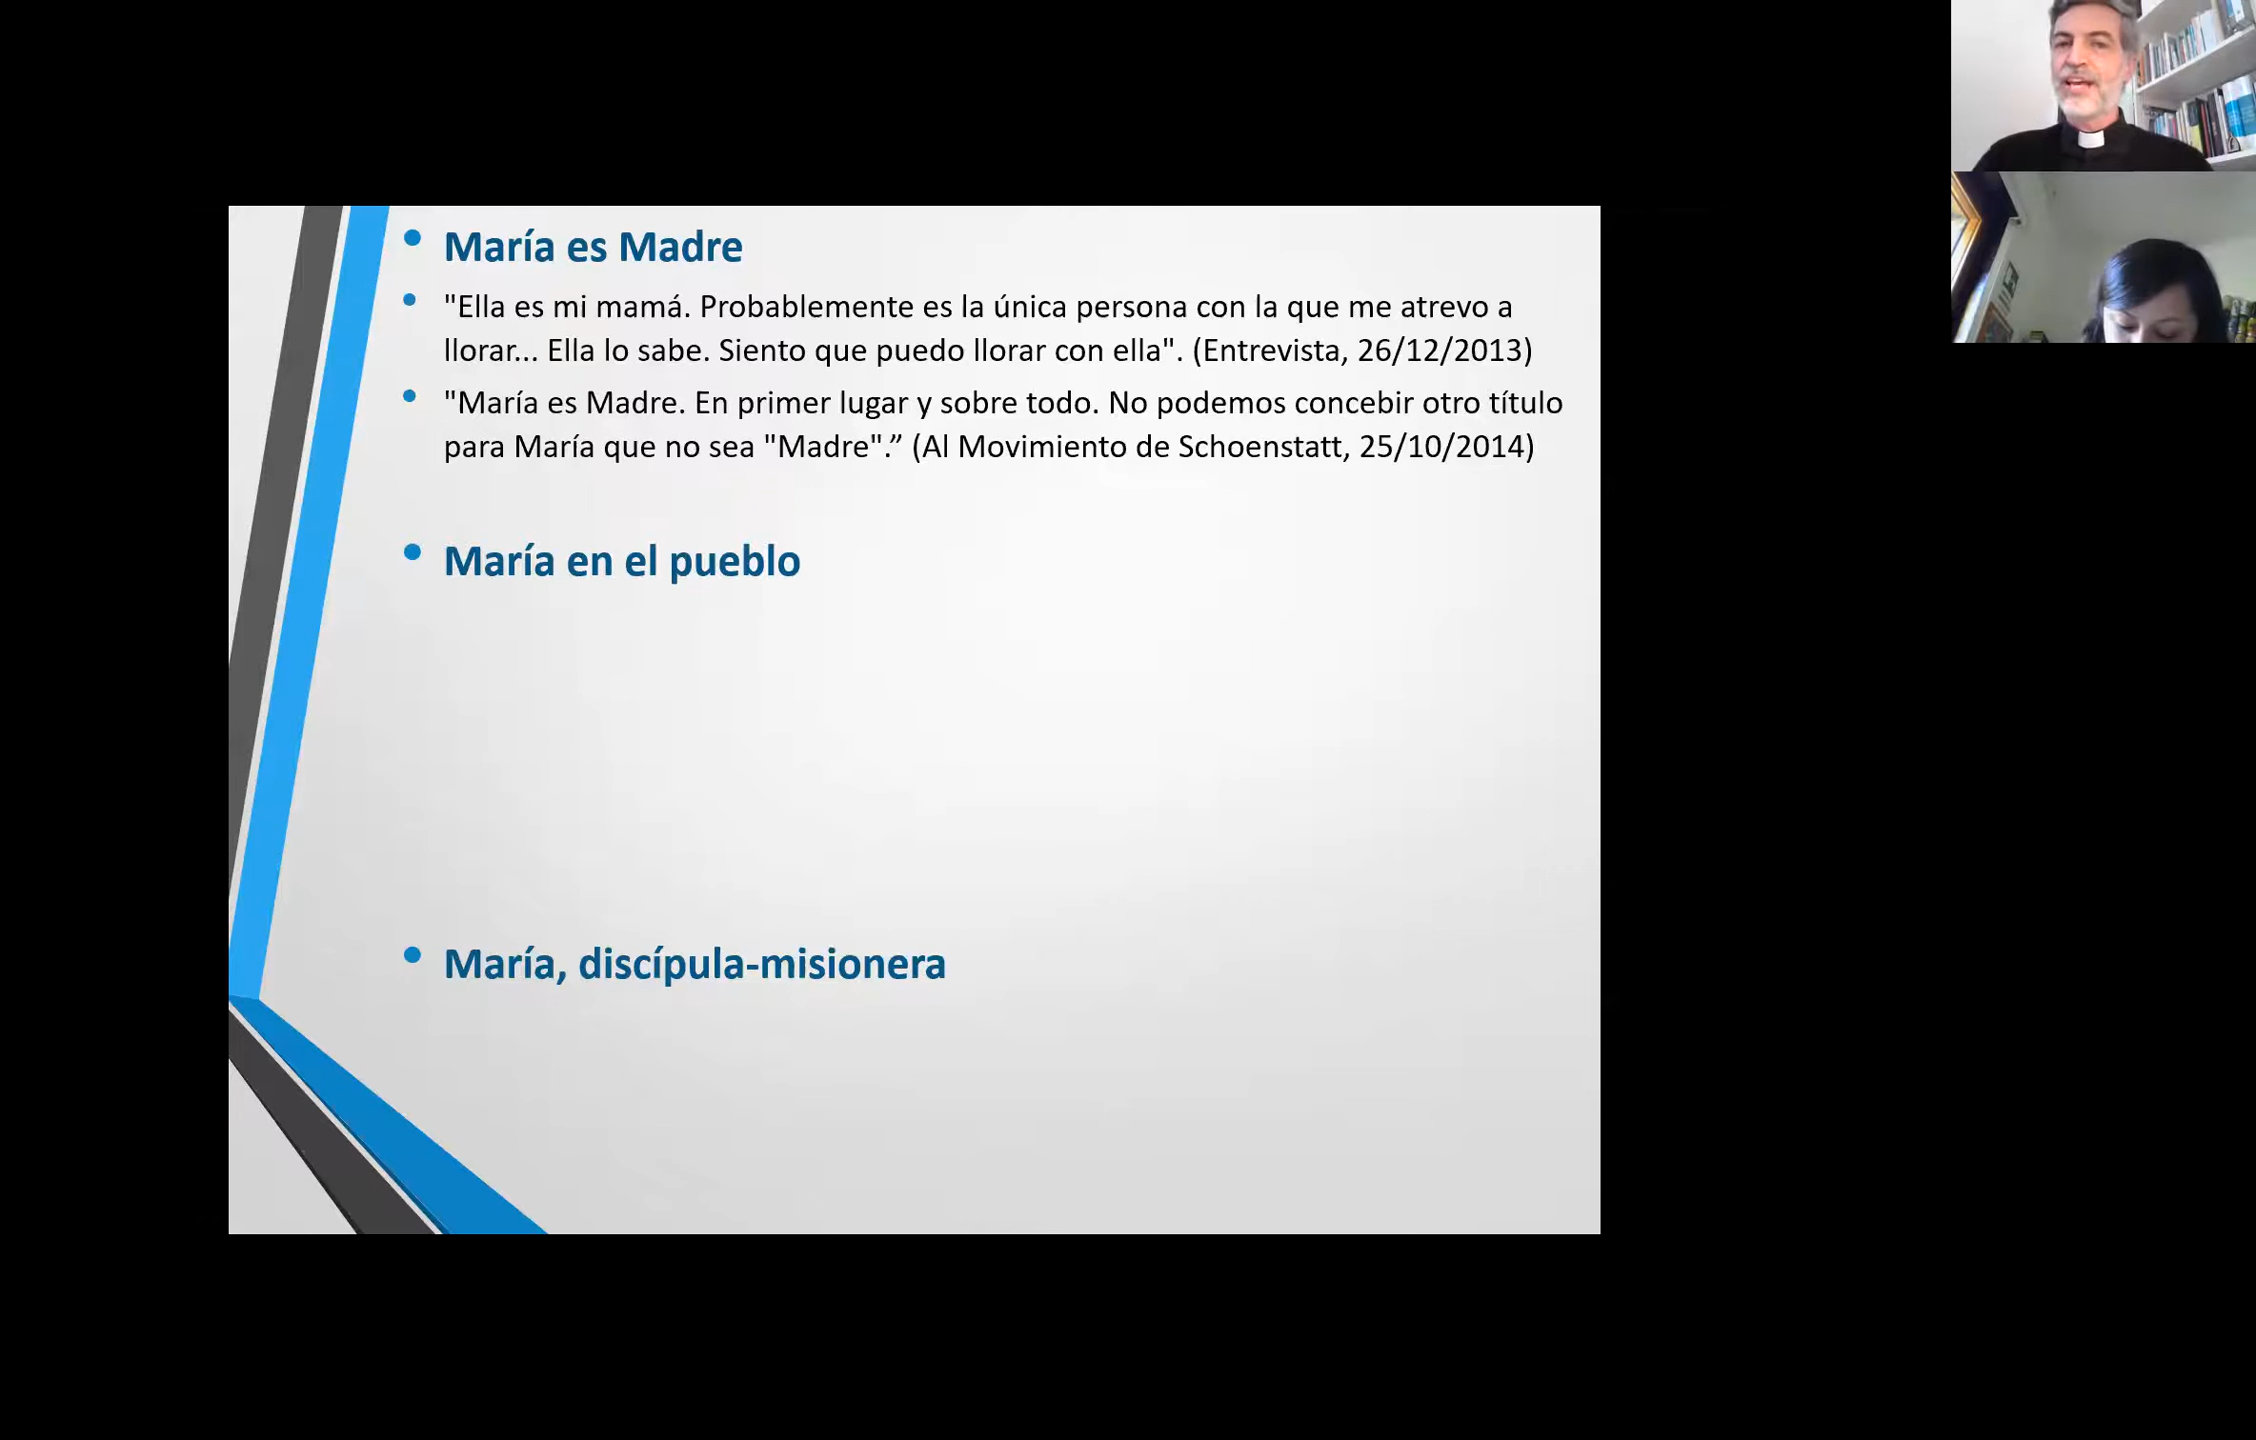 • María es Madre
• "Ella es mi mamá. Probablemente es la única persona con la que me atrevo a
llorar... Ella lo sabe. Siento que puedo llorar con ella". (Entrevista, 26/12/2013)
• "María es Madre. En primer lugar y sobre todo. No podemos concebir otro título
para María que no sea "Madre".” (Al Movimiento de Schoenstatt, 25/10/2014)
• María en el pueblo
• María, discípula-misionera